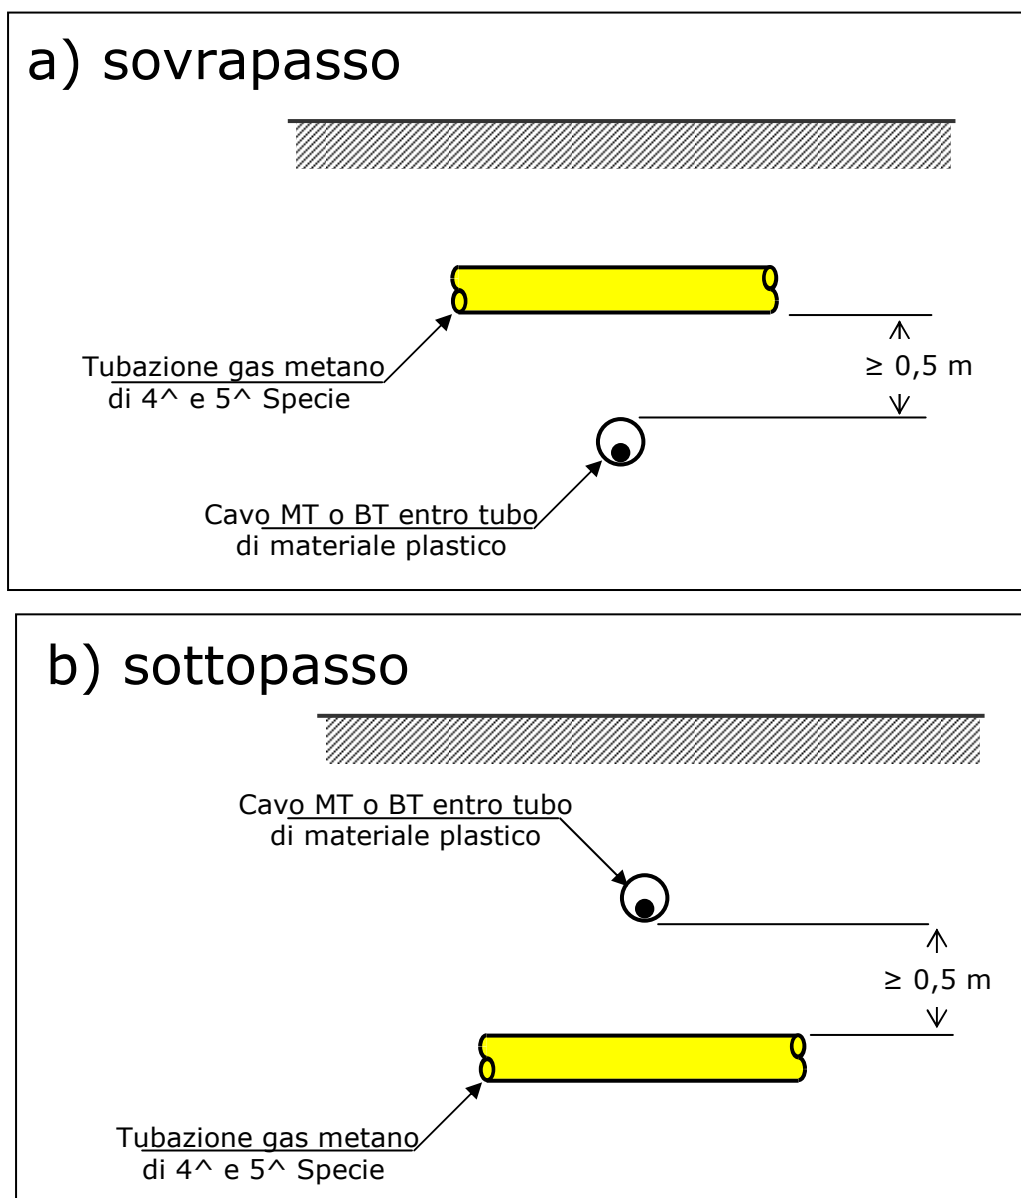 a) sovrapasso
Tubazione gas metano
di 4^ e 5^ Specie
≥ 0,5 m
Cavo MT o BT entro tubo
di materiale plastico
b) sottopasso
Cavo MT o BT entro tubo
di materiale plastico
≥ 0,5 m
Tubazione gas metano
di 4^ e 5^ Specie